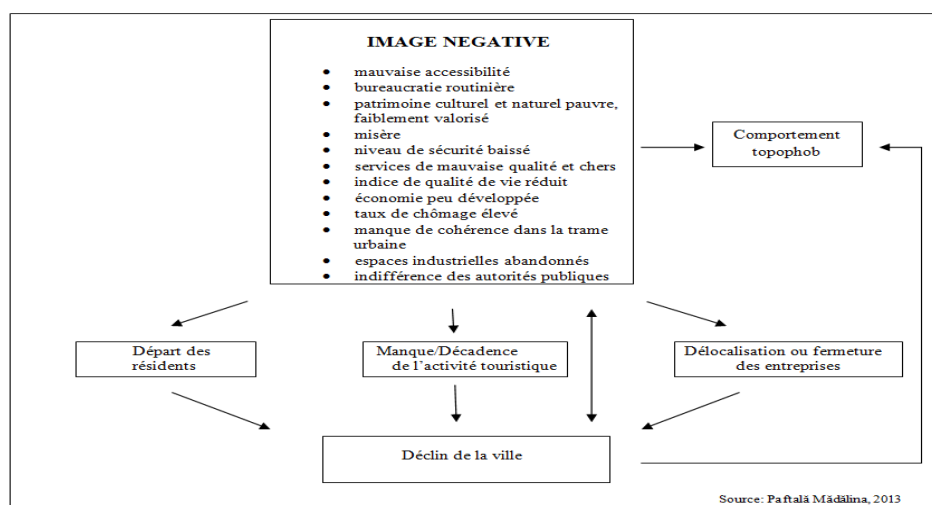 IMAGE NEGATIVE
• mauvaise accessibilité
• bureaucratie routinière
• patrimoine culturel et naturel pauvre,
faiblement valorisé
• misère
• niveau de sécurité baissé
• services de mauvaise qualité et chers
• indice de qualité de vie réduit
• économie peu développée
• taux de chômage élevé
• manque de cohérence dans la trame
urbaine
• espaces industrielles abandonnés
• indifférence des autorités publiques
Comportement
topophob
Départ des
résidents
Manque/Décadence
de l'activité touristique
Délocalisation ou fermeture
des entreprises
Déclin de la ville
Source: Paftală Mădălina, 2013